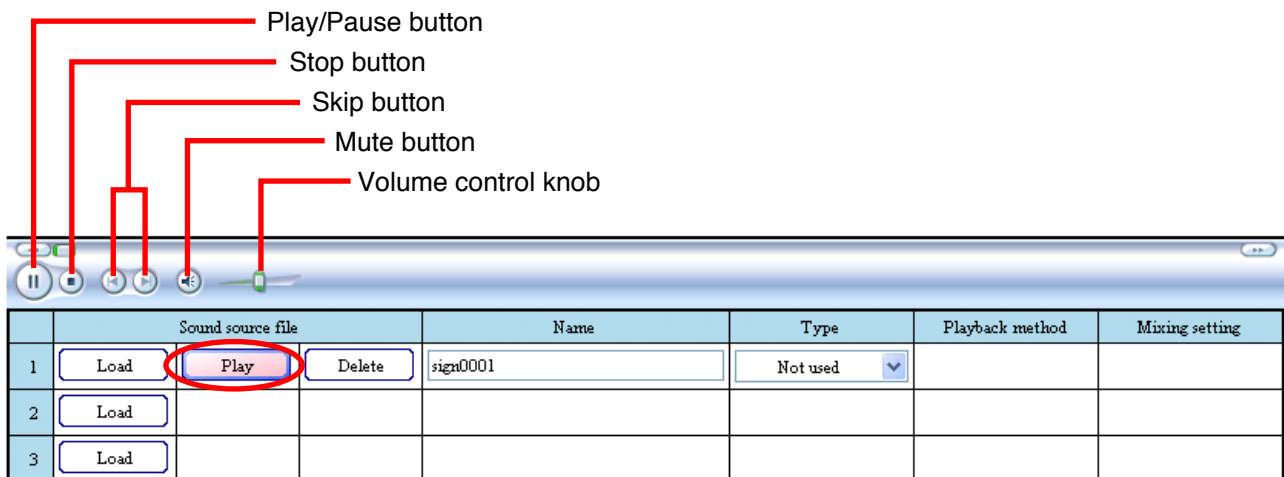 Play/Pause button
Stop button
Skip button
Mute button
Volume control knob
Sound source file Name Type Playback method Mixing setting
1 Load Play Delete sign0001 Not used
2 Load
3 Load